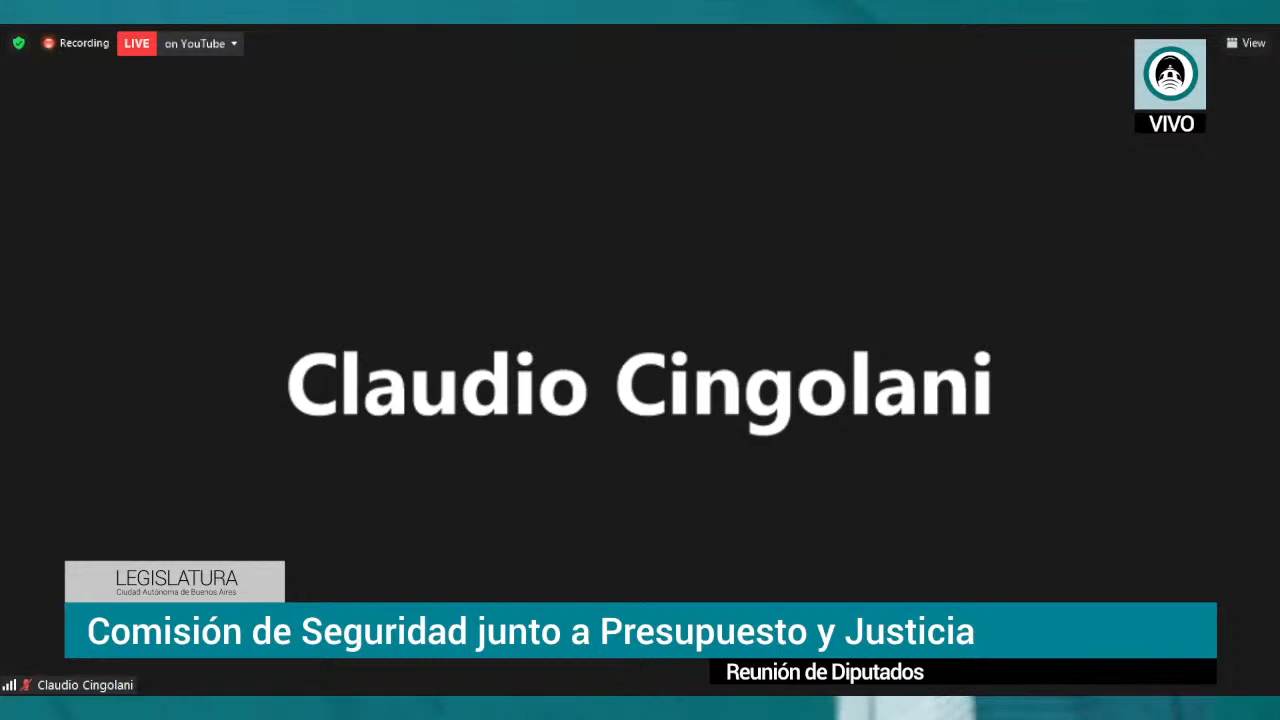 Recording
LIVE
on YouTube
View
VIVO
Claudio Cingolani
LEGISLATURA
Ciudad Autónoma de Buenos Aires
Comisión de Seguridad junto a Presupuesto y Justicia
Reunión de Diputados
Claudio Cingolani